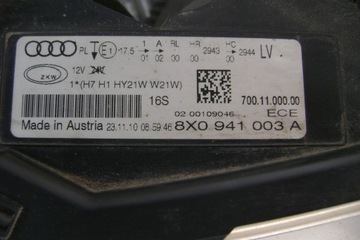 PL E1 17.5 1 A RL HR 2943 HC 2944 LV
01 02 00 00 00
ZKW 12V
1*(H7 H1 HY21W W21W)
16S 700.11.000.00
02 00109046 ECE
Made in Austria 23.11.10 08:59:46 8X0 941 003 A